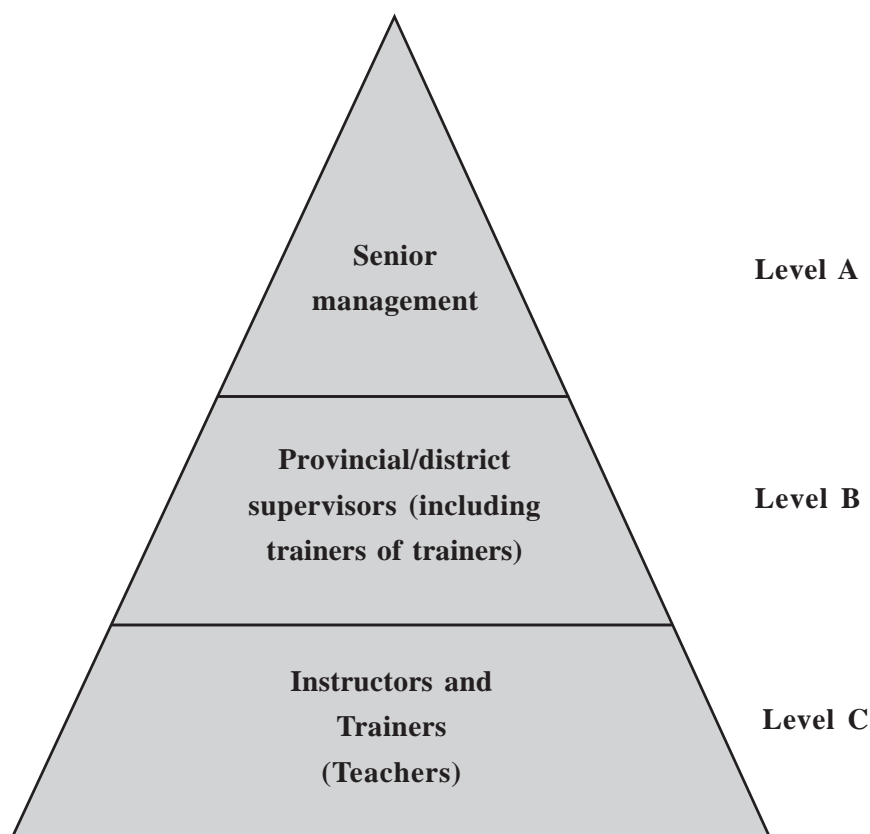 Senior
management
Level A
Provincial/district
supervisors (including
trainers of trainers)
Level B
Instructors and
Trainers
(Teachers)
Level C